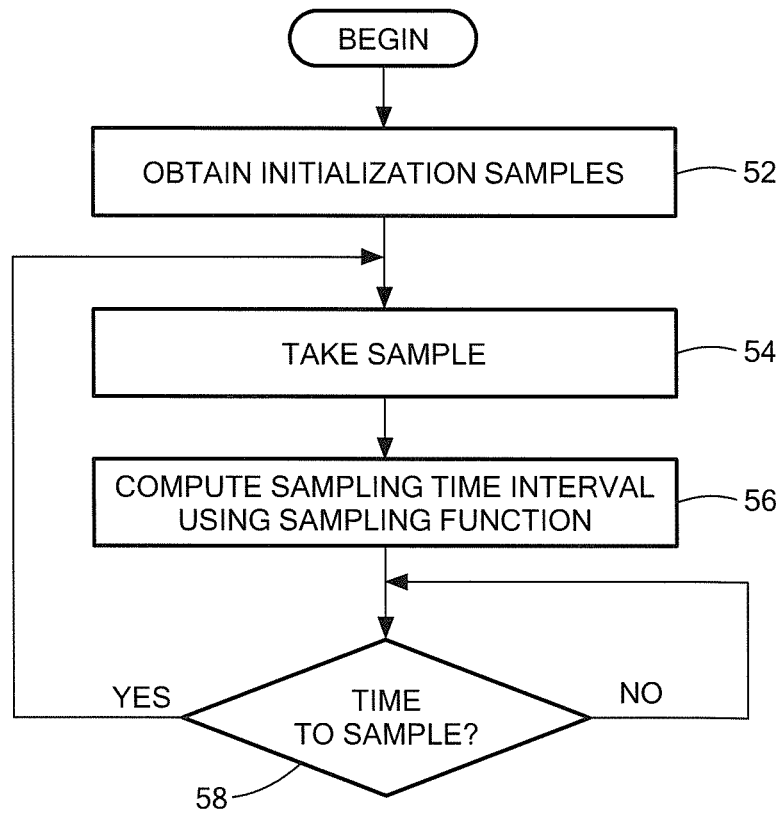 BEGIN
OBTAIN INITIALIZATION SAMPLES
52
TAKE SAMPLE
54
COMPUTE SAMPLING TIME INTERVAL
USING SAMPLING FUNCTION
56
YES
TIME
TO SAMPLE?
NO
58